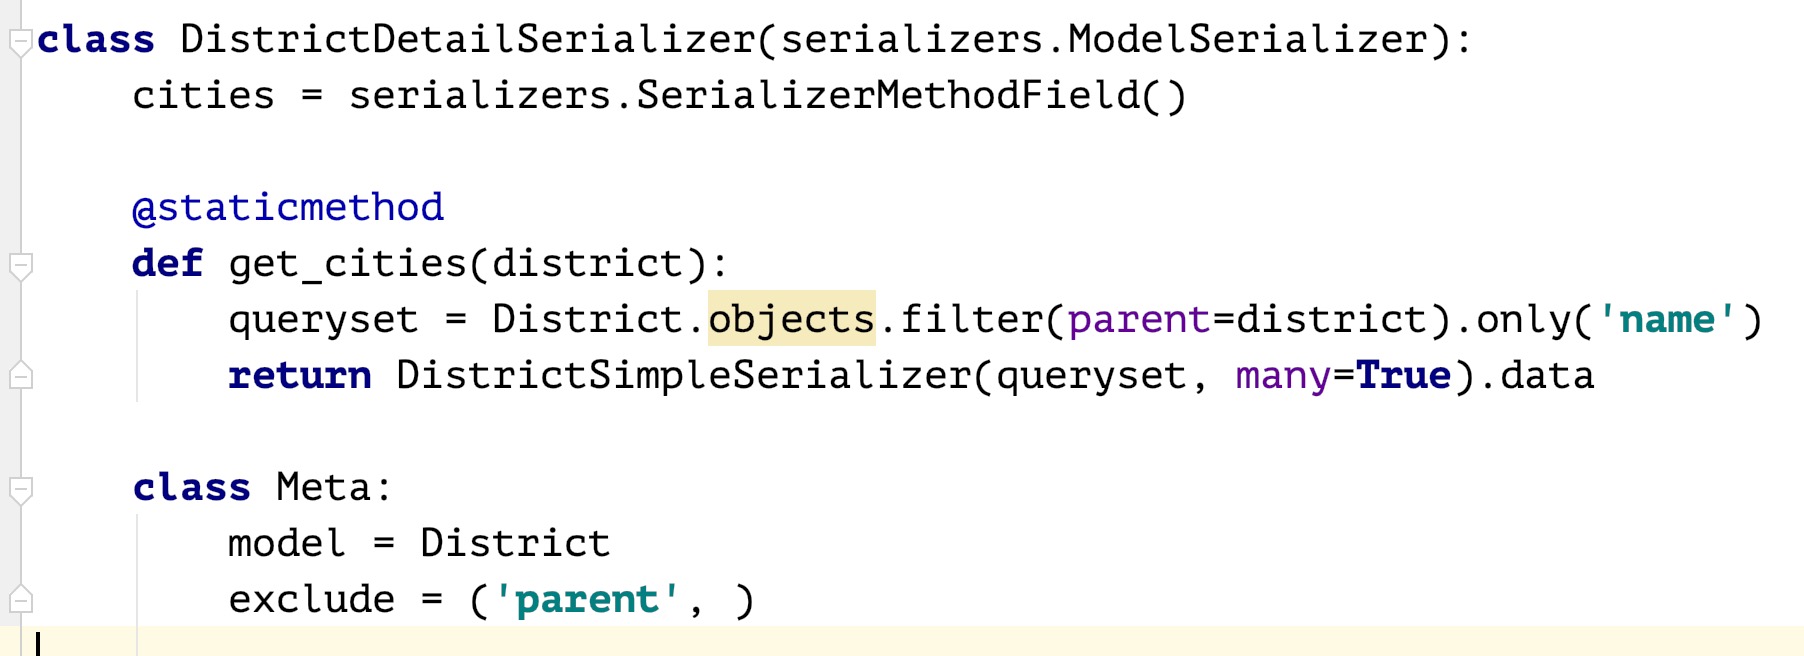 class DistrictDetailSerializer(serializers.ModelSerializer):
    cities = serializers.SerializerMethodField()

    @staticmethod
    def get_cities(district):
        queryset = District.objects.filter(parent=district).only('name')
        return DistrictSimpleSerializer(queryset, many=True).data

    class Meta:
        model = District
        exclude = ('parent', )